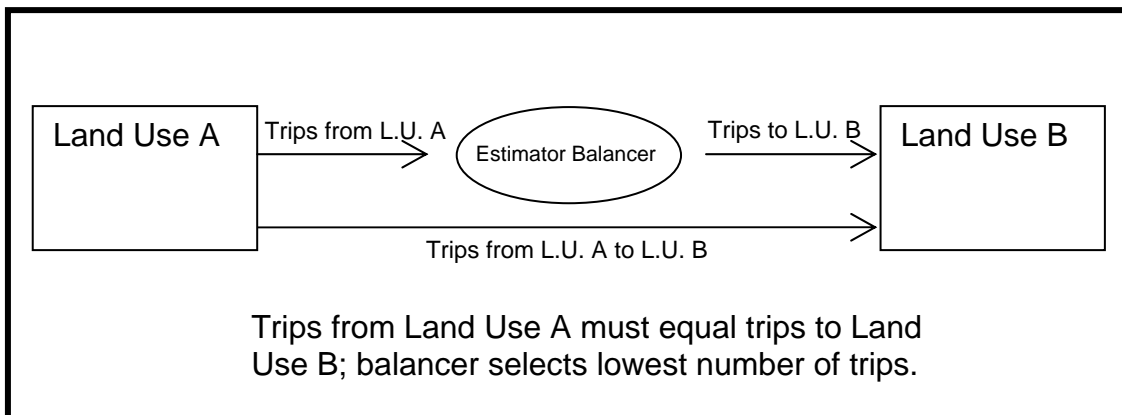 Land Use A
Trips from L.U. A
Estimator Balancer
Trips to L.U. B
Land Use B
Trips from L.U. A to L.U. B
Trips from Land Use A must equal trips to Land
Use B; balancer selects lowest number of trips.